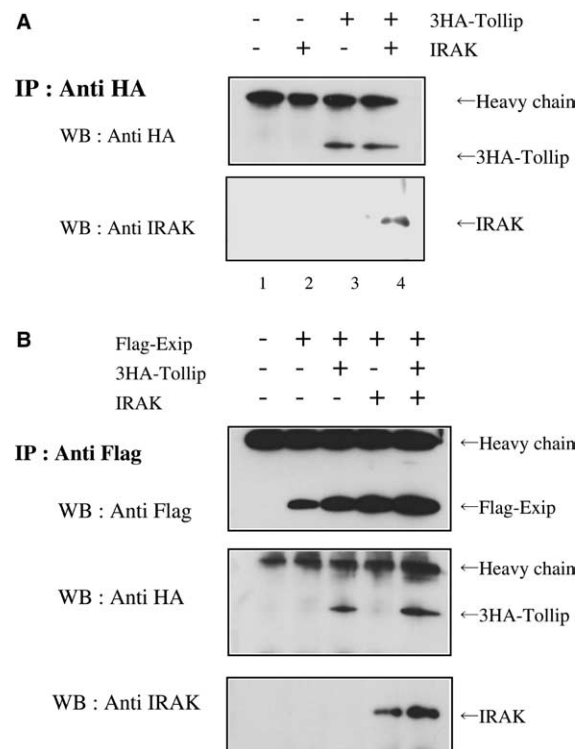 A
- - + + 3HA-Tollip
- + - + IRAK
IP : Anti HA
←Heavy chain
WB : Anti HA
←3HA-Tollip
WB : Anti IRAK
←IRAK
1 2 3 4
B
Flag-Exip - + + + +
3HA-Tollip - - + - +
IRAK - - - + +
IP : Anti Flag
←Heavy chain
WB : Anti Flag
←Flag-Exip
←Heavy chain
WB : Anti HA
←3HA-Tollip
WB : Anti IRAK
←IRAK